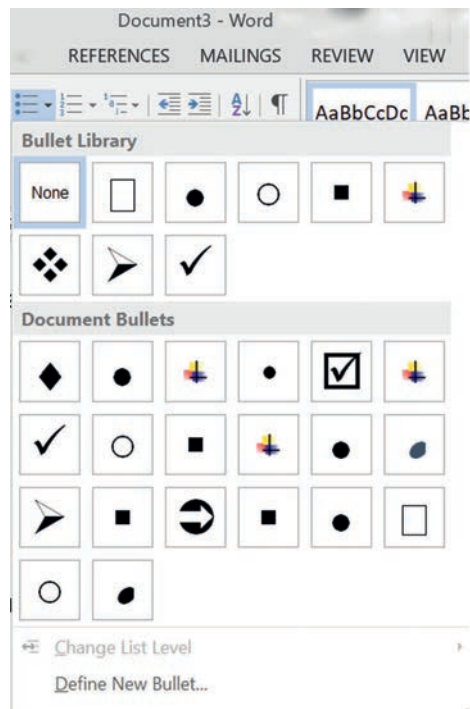 Document3 - Word
REFERENCES MAILINGS REVIEW VIEW
AaBbCcDc AaBb
Bullet Library
None
Document Bullets
Change List Level
Define New Bullet...